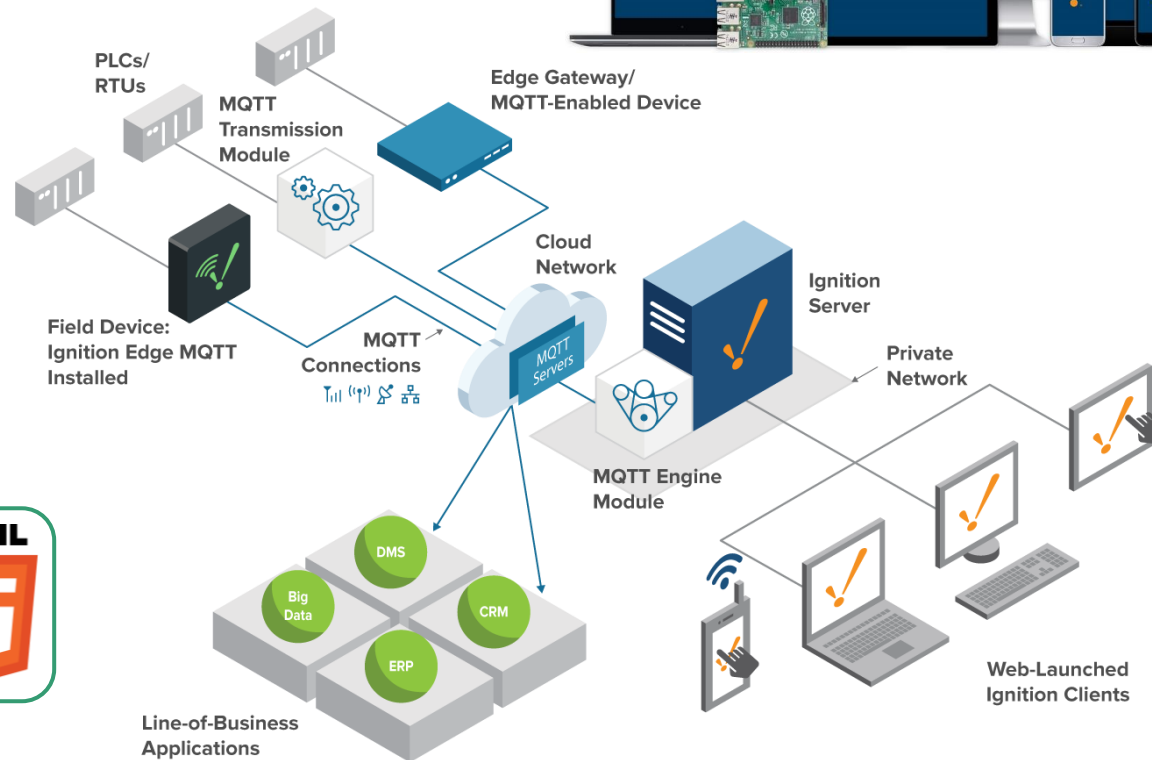 PLCs/
RTUs
MQTT
Transmission
Module
Edge Gateway/
MQTT-Enabled Device
Cloud
Network
Ignition
Server
Field Device:
Ignition Edge MQTT
Installed
MQTT
Connections
MQTT
Servers
Private
Network
MQTT Engine
Module
DMS
Big
Data
CRM
ERP
Line-of-Business
Applications
Web-Launched
Ignition Clients